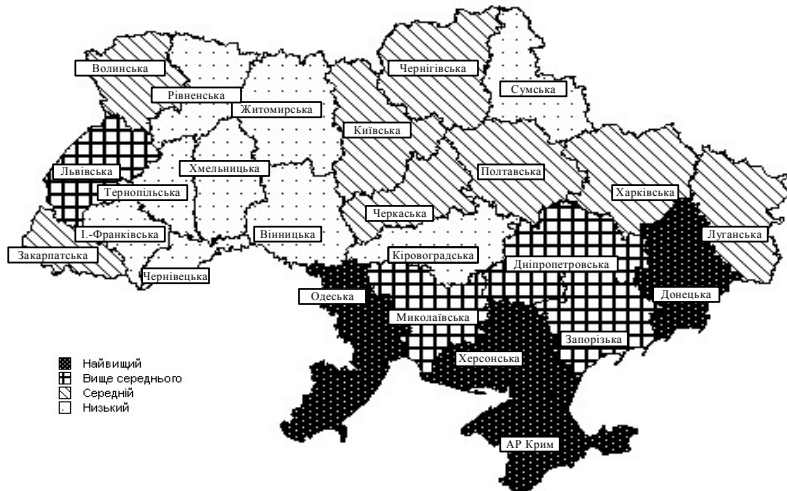 Волинська
Рівненська
Житомирська
Чернігівська
Сумська
Київська
Львівська
Тернопільська
Хмельницька
Полтавська
Харківська
Черкаська
І.-Франківська
Вінницька
Луганська
Закарпатська
Чернівецька
Кіровоградська
Дніпропетровська
Одеська
Донецька
Миколаївська
Запорізька
Херсонська
АР Крим
Найвищий
Вище середнього
Середній
Низький